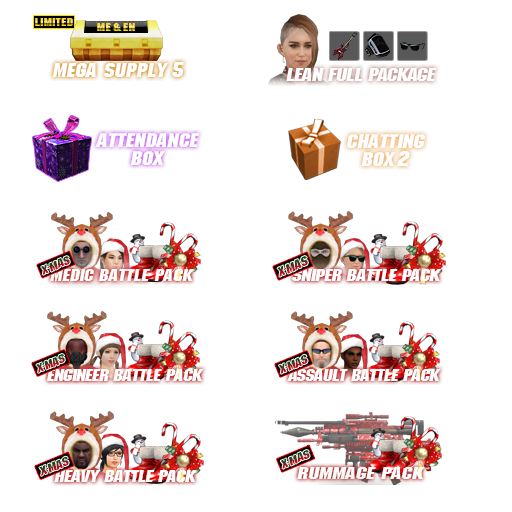 LIMITED
ME & EN
MEGA SUPPLY 5
LEAN FULL PACKAGE
ATTENDANCE
BOX
CHATTING
BOX 2
X-MAS
MEDIC BATTLE PACK
X-MAS
SNIPER BATTLE PACK
X-MAS
ENGINEER BATTLE PACK
X-MAS
ASSAULT BATTLE PACK
X-MAS
HEAVY BATTLE PACK
X-MAS
RUMMAGE PACK